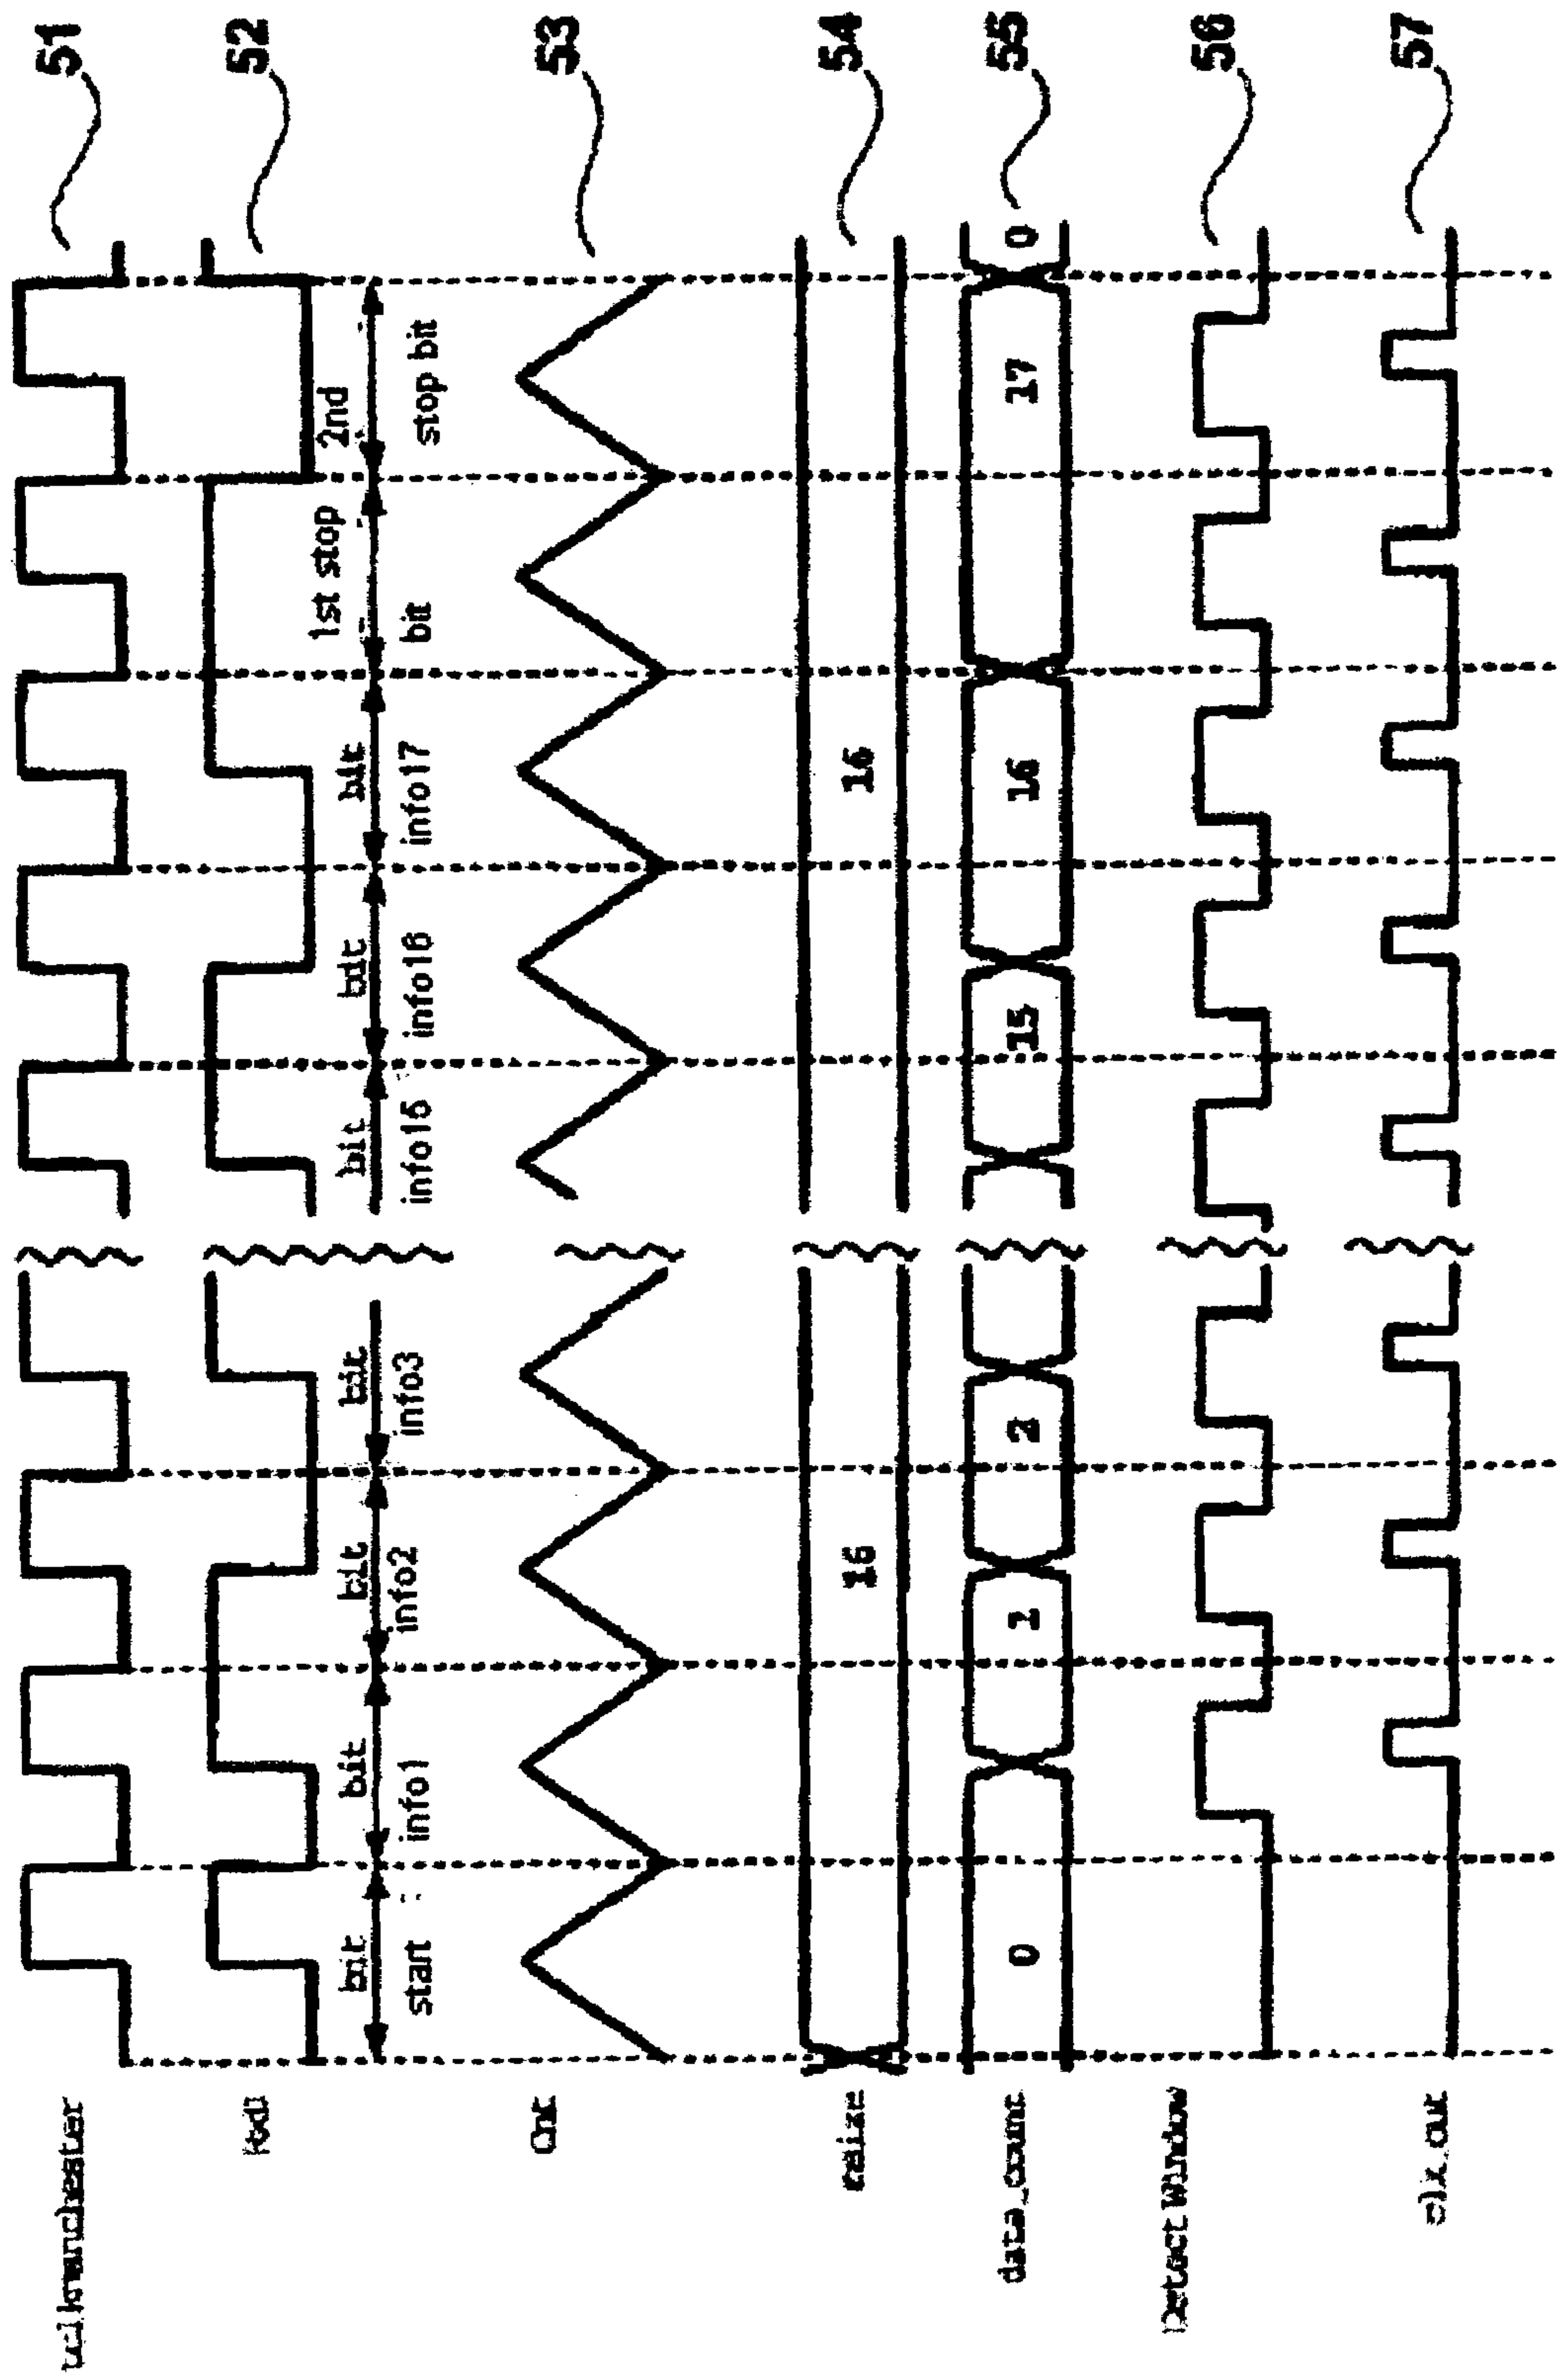 51
52
2nd
stop bit
1st stop
bit
bit
info17
bit
info16
bit
info15
bit
info3
bit
info2
bit
info1
bit
start
Cnt
53
16
16
54
data_count
0
1
2
15
16
17
0
55
Detect Window
56
clk_out
57